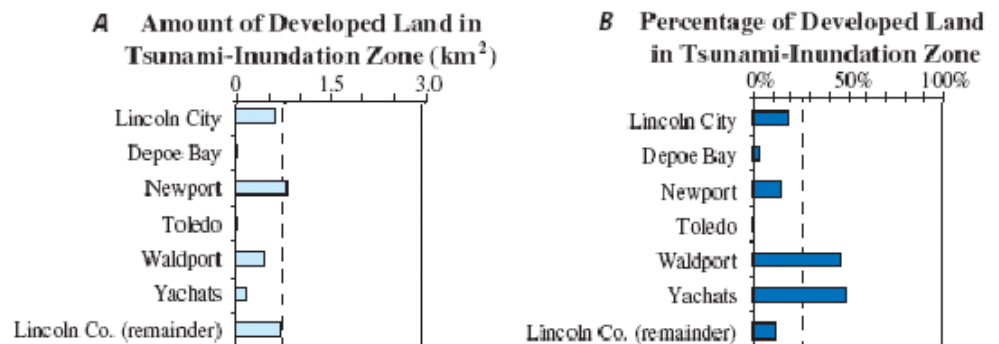 A Amount of Developed Land in
Tsunami-Inundation Zone (km²)
0 1.5 3.0
Lincoln City
Depoe Bay
Newport
Toledo
Waldport
Yachats
Lincoln Co. (remainder)
B Percentage of Developed Land
in Tsunami-Inundation Zone
0% 50% 100%
Lincoln City
Depoe Bay
Newport
Toledo
Waldport
Yachats
Lincoln Co. (remainder)